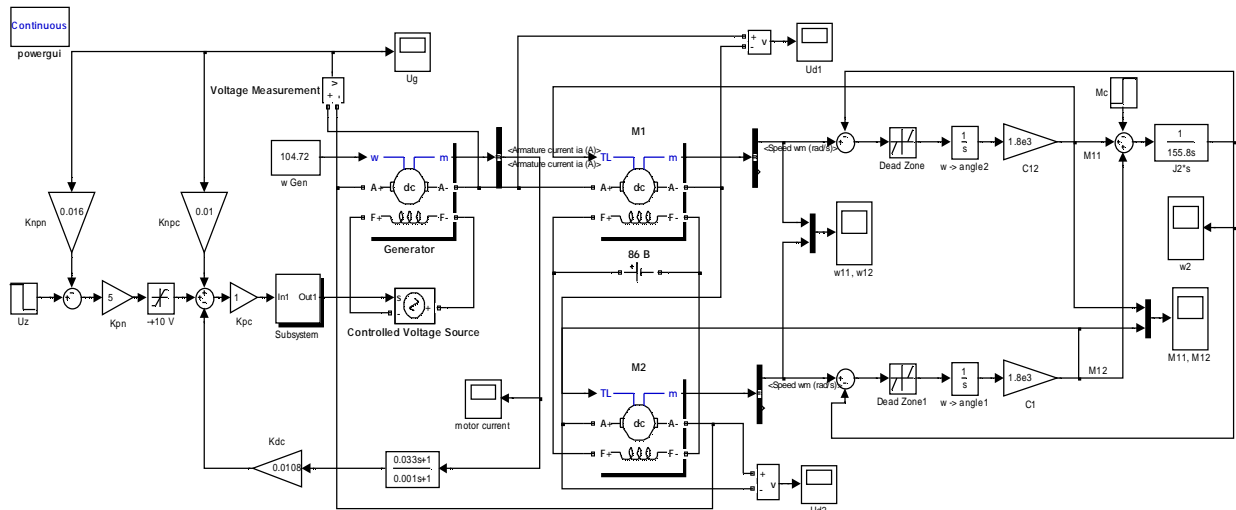 Continuous
powergui
Ug
Voltage Measurement
v
+ -
+
-
v
Ud1
104.72
w Gen
w
m
A+
dc
A-
F+
F-
Generator
<Armature current ia (A)>
<Armature current ia (A)>
M1
TL
m
A+
dc
A-
F+
F-
86 B
<Speed wm (rad/s)>
Dead Zone
1
s
w -> angle2
1.8e3
C12
M11
Mc
1
155.8s
J2*s
w2
w11, w12
M11, M12
Knpn
0.016
Knpc
0.01
Uz
5
Kpn
-+10 V
1
Kpc
In1
Out1
Subsystem
s
-
+
Controlled Voltage Source
M2
TL
m
A+
dc
A-
F+
F-
<Speed wm (rad/s)>
Dead Zone1
1
s
w -> angle1
1.8e3
C1
M12
motor current
Kdc
0.0108
0.033s+1
0.001s+1
+
-
v
Ud2